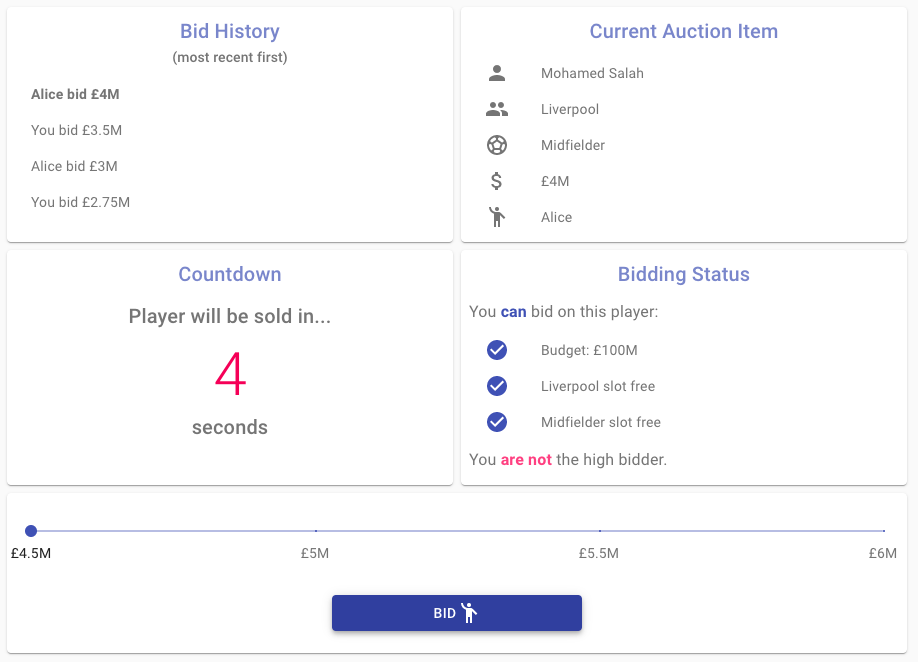 Bid History
(most recent first)
Alice bid £4M
You bid £3.5M
Alice bid £3M
You bid £2.75M
Current Auction Item
Mohamed Salah
Liverpool
Midfielder
£4M
Alice
Countdown
Player will be sold in...
4
seconds
Bidding Status
You can bid on this player:
Budget: £100M
Liverpool slot free
Midfielder slot free
You are not the high bidder.
£4.5M £5M £5.5M £6M
BID